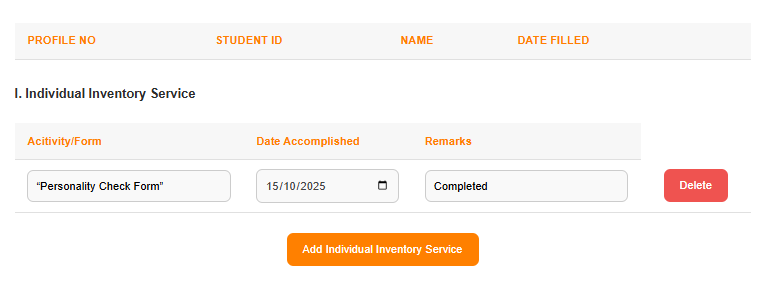 PROFILE NO STUDENT ID NAME DATE FILLED
I. Individual Inventory Service
Acitivity/Form Date Accomplished Remarks
“Personality Check Form” 15/10/2025 Completed Delete
Add Individual Inventory Service